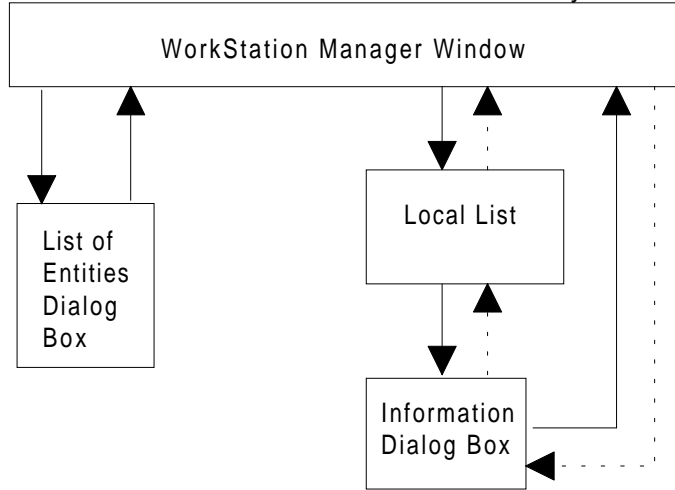 WorkStation Manager Window
Local List
List of
Entities
Dialog
Box
Information
Dialog Box